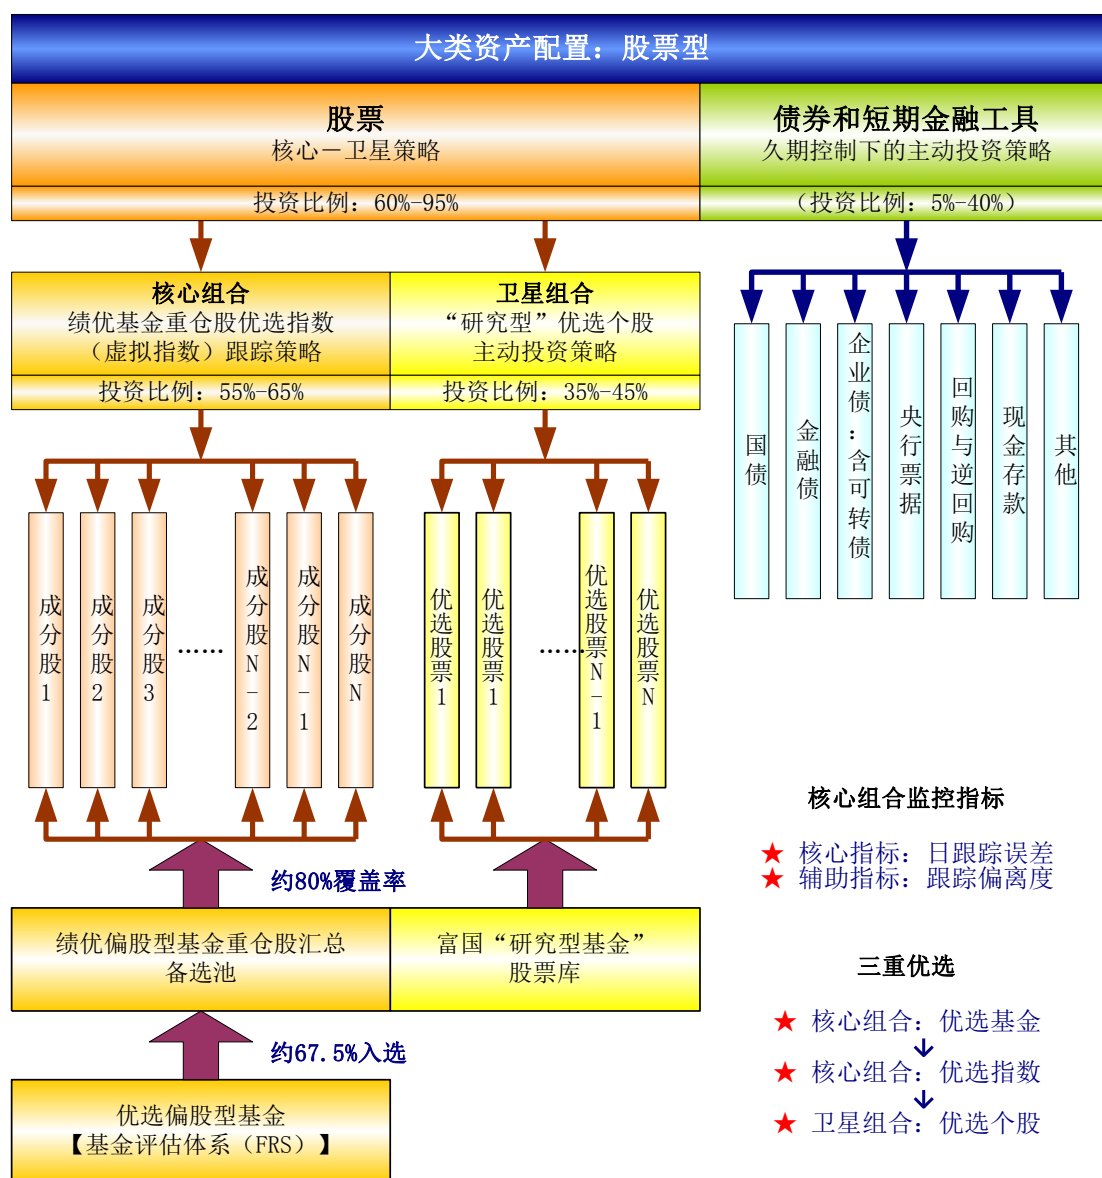 大类资产配置：股票型
股票
核心－卫星策略
投资比例：60%-95%
债券和短期金融工具
久期控制下的主动投资策略
（投资比例：5%-40%）
核心组合
绩优基金重仓股优选指数
（虚拟指数）跟踪策略
投资比例：55%-65%
卫星组合
“研究型”优选个股
主动投资策略
投资比例：35%-45%
国债
金融债
企业债：含可转债
央行票据
回购与逆回购
现金存款
其他
成分股1
成分股2
成分股3
……
成分股N-2
成分股N-1
成分股N
优选股票1
优选股票1
……
优选股票N-1
优选股票N
约80%覆盖率
绩优偏股型基金重仓股汇总
备选池
富国“研究型基金”
股票库
约67.5%入选
优选偏股型基金
【基金评估体系（FRS）】
核心组合监控指标
★ 核心指标：日跟踪误差
★ 辅助指标：跟踪偏离度
三重优选
★ 核心组合：优选基金
↓
★ 核心组合：优选指数
↓
★ 卫星组合：优选个股